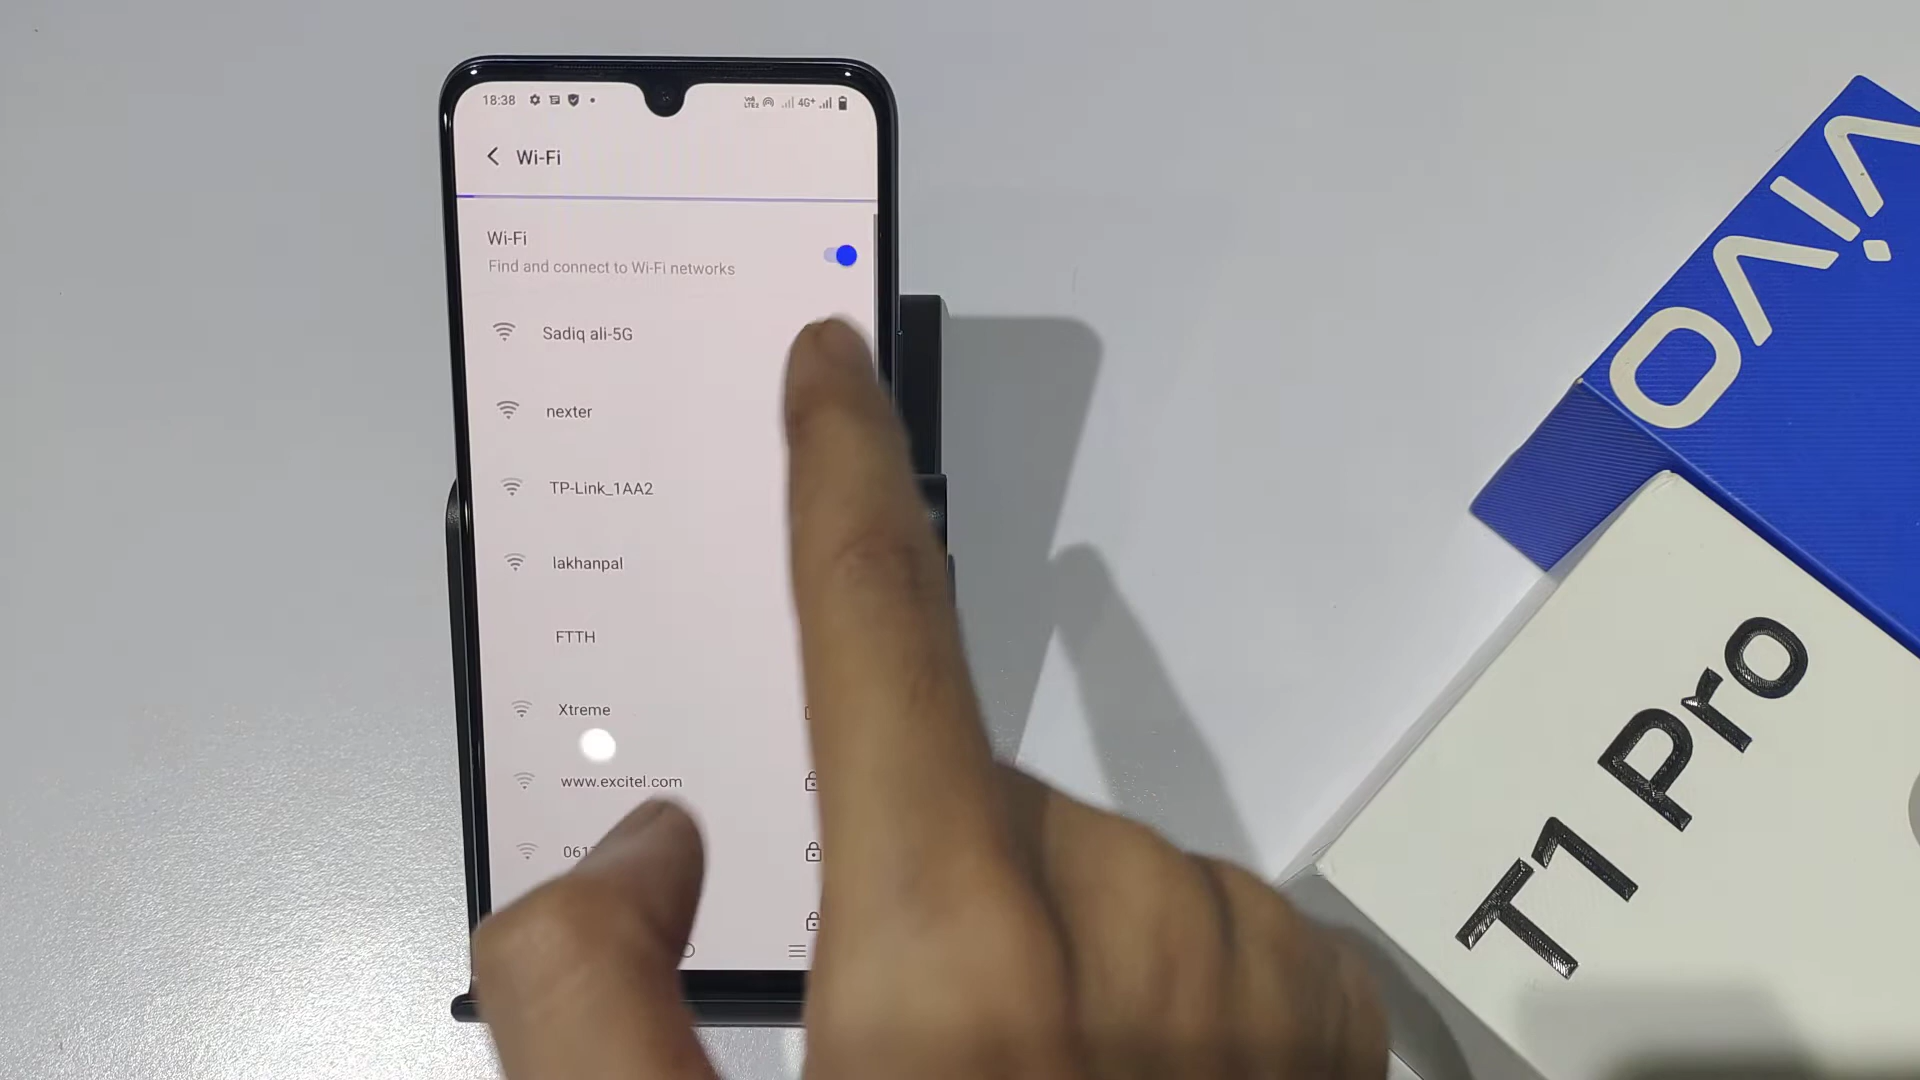 18:38
4G+
Wi-Fi
Wi-Fi
Find and connect to Wi-Fi networks
Sadiq ali-5G
nexter
TP-Link_1AA2
lakhanpal
FTTH
Xtreme
www.excitel.com
061
vivo
T1 Pro